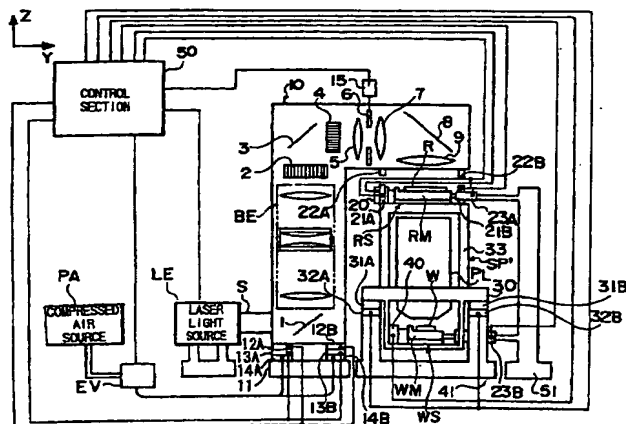 Z
Y
50
CONTROL SECTION
10
15
4
6
7
3
8
5
9
2
R
22B
22A
20
21A
23A
21B
BE
RS
RM
33
SP'
PL
32A
31A
40
W
30
31B
32B
PA
COMPRESSED AIR SOURCE
LE
LASER LIGHT SOURCE
S
1
12B
12A
13A
14A
11
EV
13B
14B
WM
WS
41
23B
51